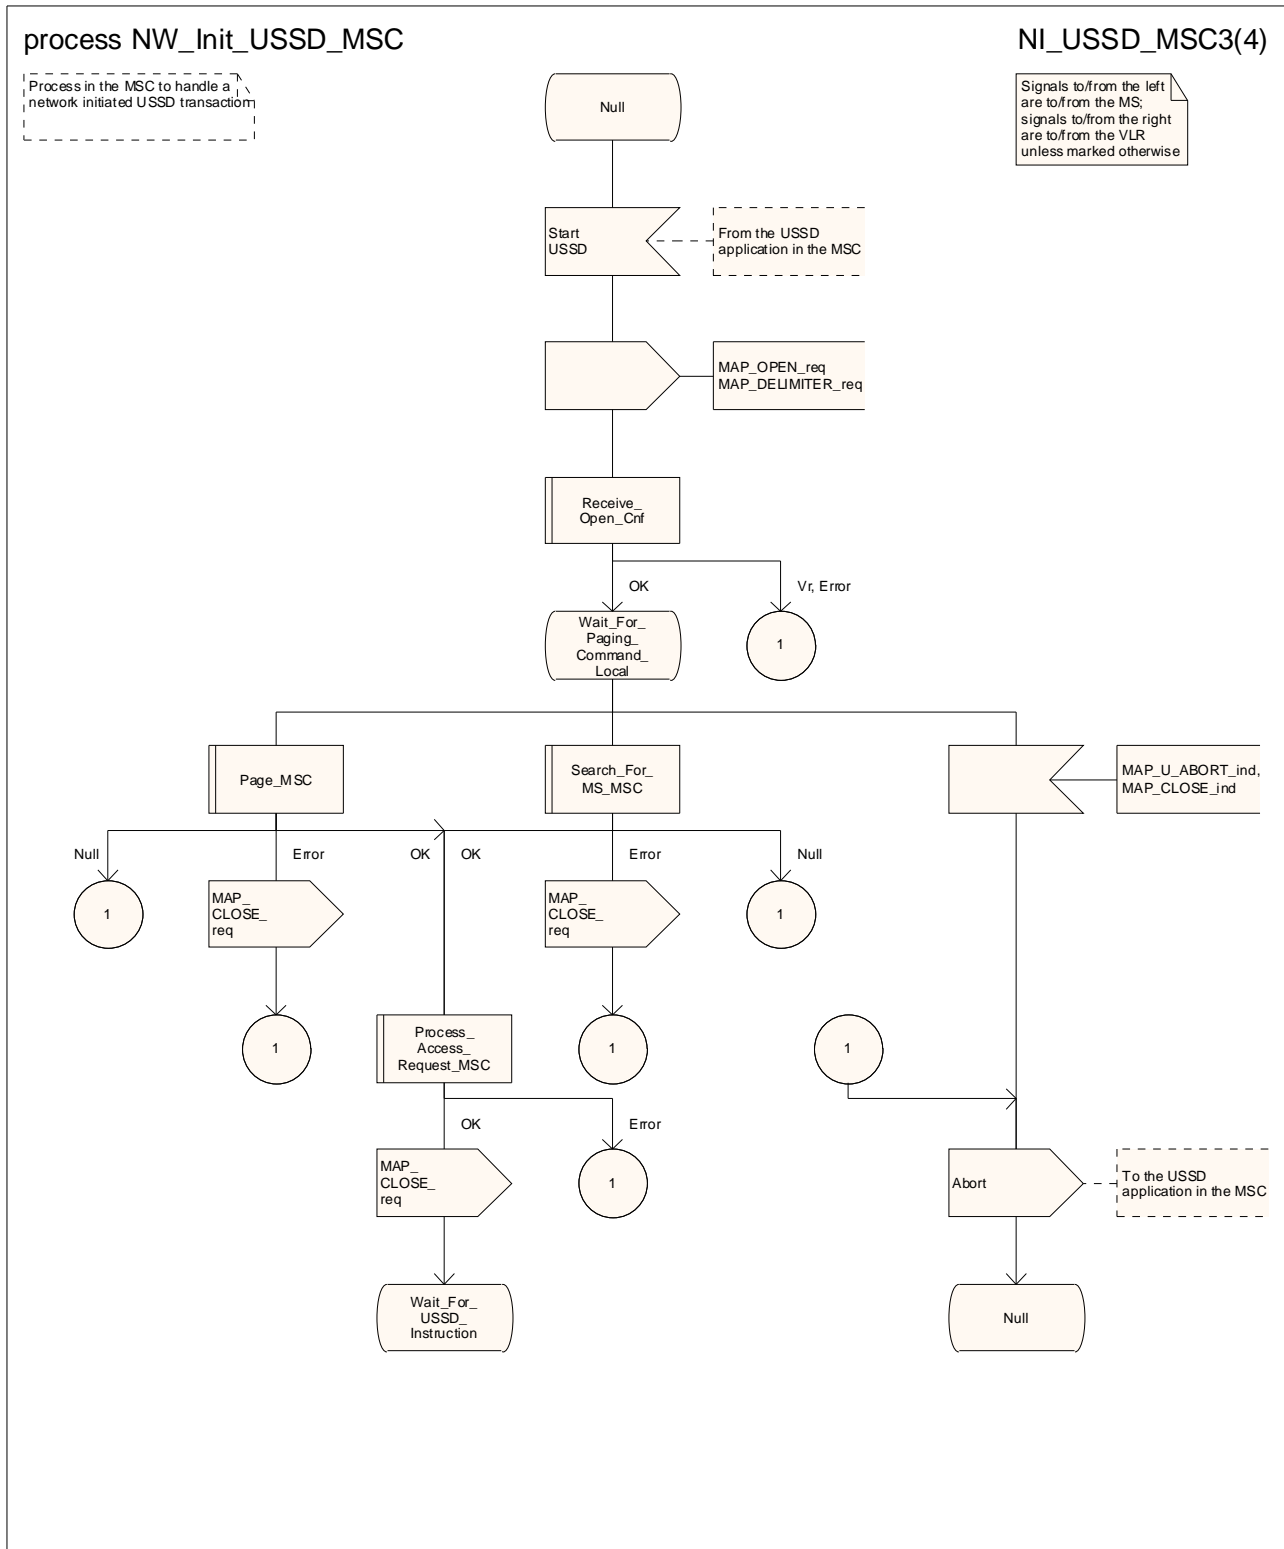 process NW_Init_USSD_MSC
NI_USSD_MSC3(4)
Process in the MSC to handle a
network initiated USSD transaction
Signals to/from the left
are to/from the MS;
signals to/from the right
are to/from the VLR
unless marked otherwise
Null
Start
USSD
From the USSD
application in the MSC
MAP_OPEN_req
MAP_DELIMITER_req
Receive_
Open_Cnf
OK
Vr, Error
Wait_For_
Paging_
Command_
Local
1
Page_MSC
Search_For_
MS_MSC
MAP_U_ABORT_ind,
MAP_CLOSE_ind
Null
Error
OK
OK
Error
Null
1
MAP_
CLOSE_
req
MAP_
CLOSE_
req
1
1
Process_
Access_
Request_MSC
1
1
OK
Error
MAP_
CLOSE_
req
1
Abort
To the USSD
application in the MSC
Wait_For_
USSD_
Instruction
Null